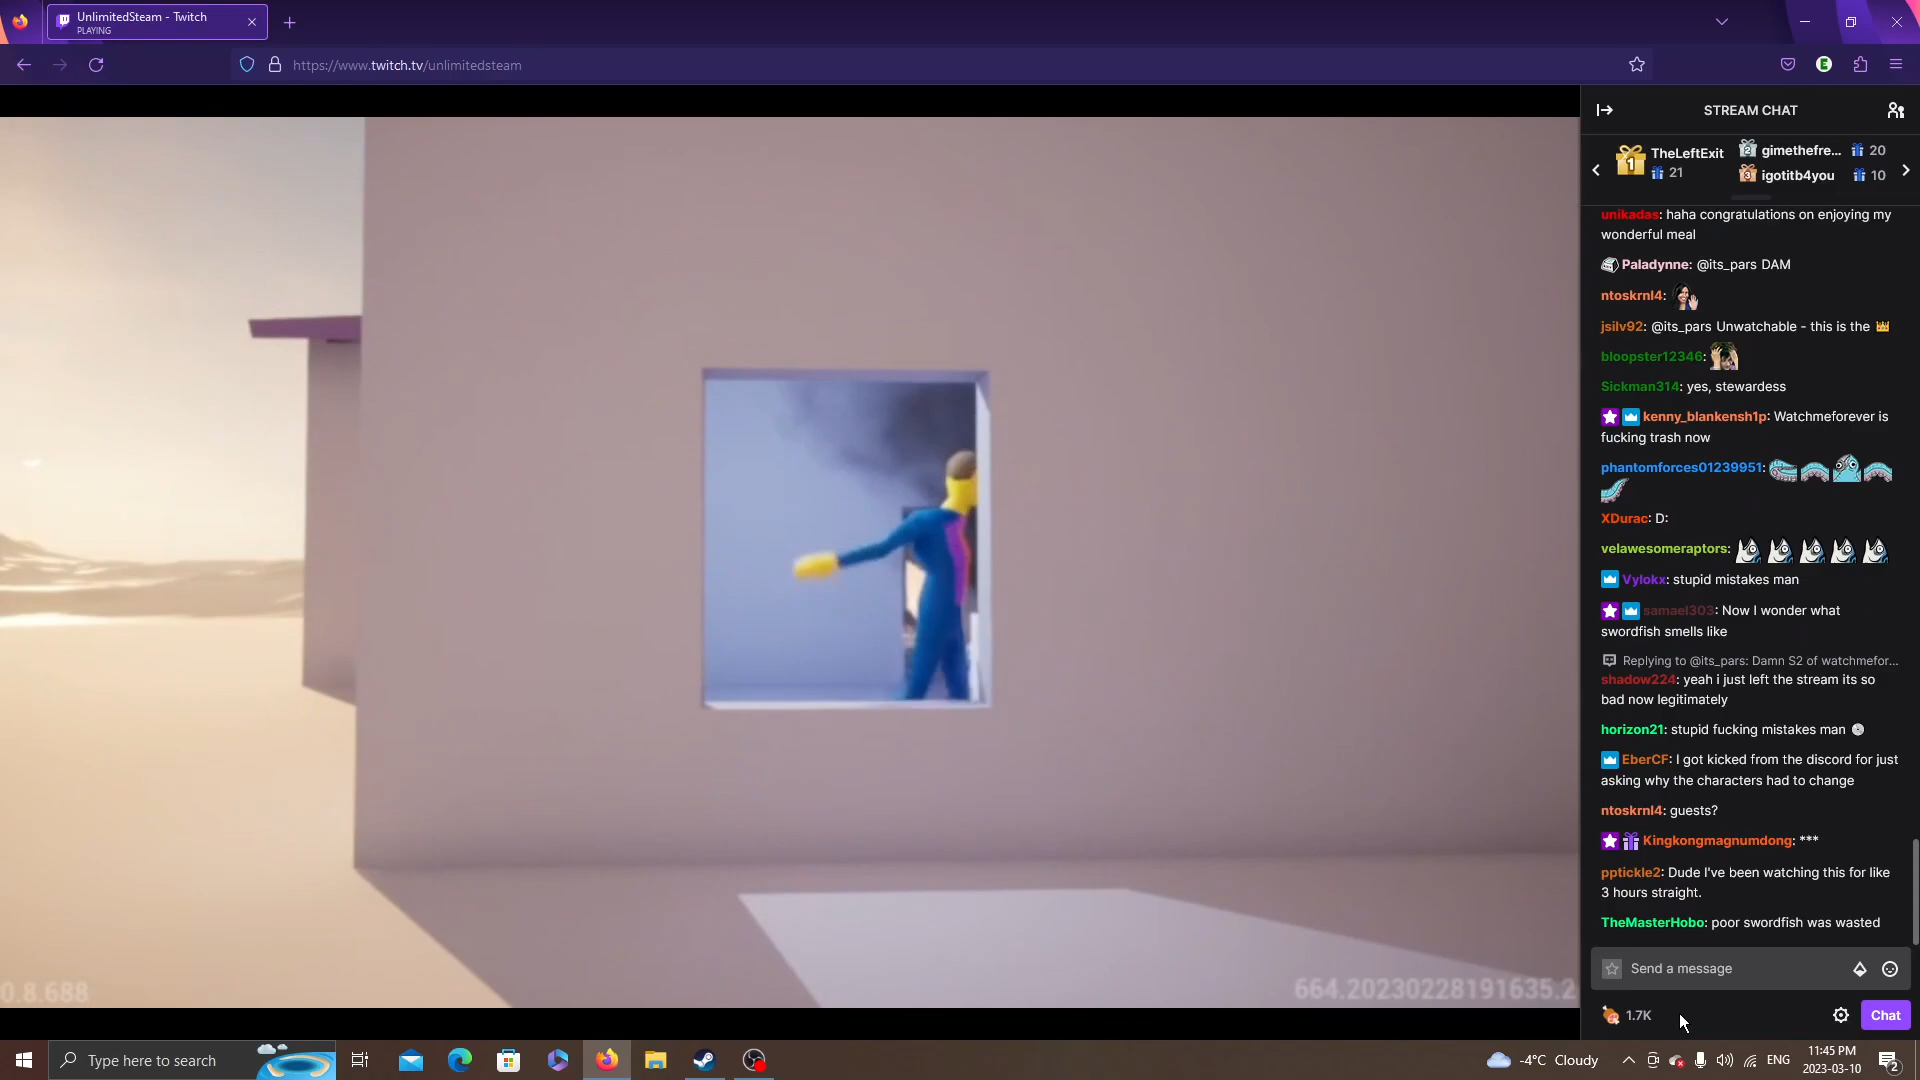 UnlimitedSteam - Twitch
PLAYING
https://www.twitch.tv/unlimitedsteam
STREAM CHAT
1
TheLeftExit
21
2
gimethefre...
20
3
igotitb4you
10
unikadas: haha congratulations on enjoying my
wonderful meal
Paladynne: @its_pars DAM
ntoskrnl4:
jsilv92: @its_pars Unwatchable - this is the
bloopster12346:
Sickman314: yes, stewardess
kenny_blankensh1p: Watchmeforever is
fucking trash now
phantomforces01239951:
XDurac: D:
velawesomeraptors:
Vylokx: stupid mistakes man
samael303: Now I wonder what
swordfish smells like
Replying to @its_pars: Damn S2 of watchmefor...
shadow224: yeah i just left the stream its so
bad now legitimately
horizon21: stupid fucking mistakes man
EberCF: I got kicked from the discord for just
asking why the characters had to change
ntoskrnl4: guests?
Kingkongmagnumdong: ***
pptickle2: Dude I've been watching this for like
3 hours straight.
TheMasterHobo: poor swordfish was wasted
0.8.688
664.20230228191635.2
Send a message
1.7K
Chat
Type here to search
-4°C Cloudy
ENG
11:45 PM
2023-03-10
2